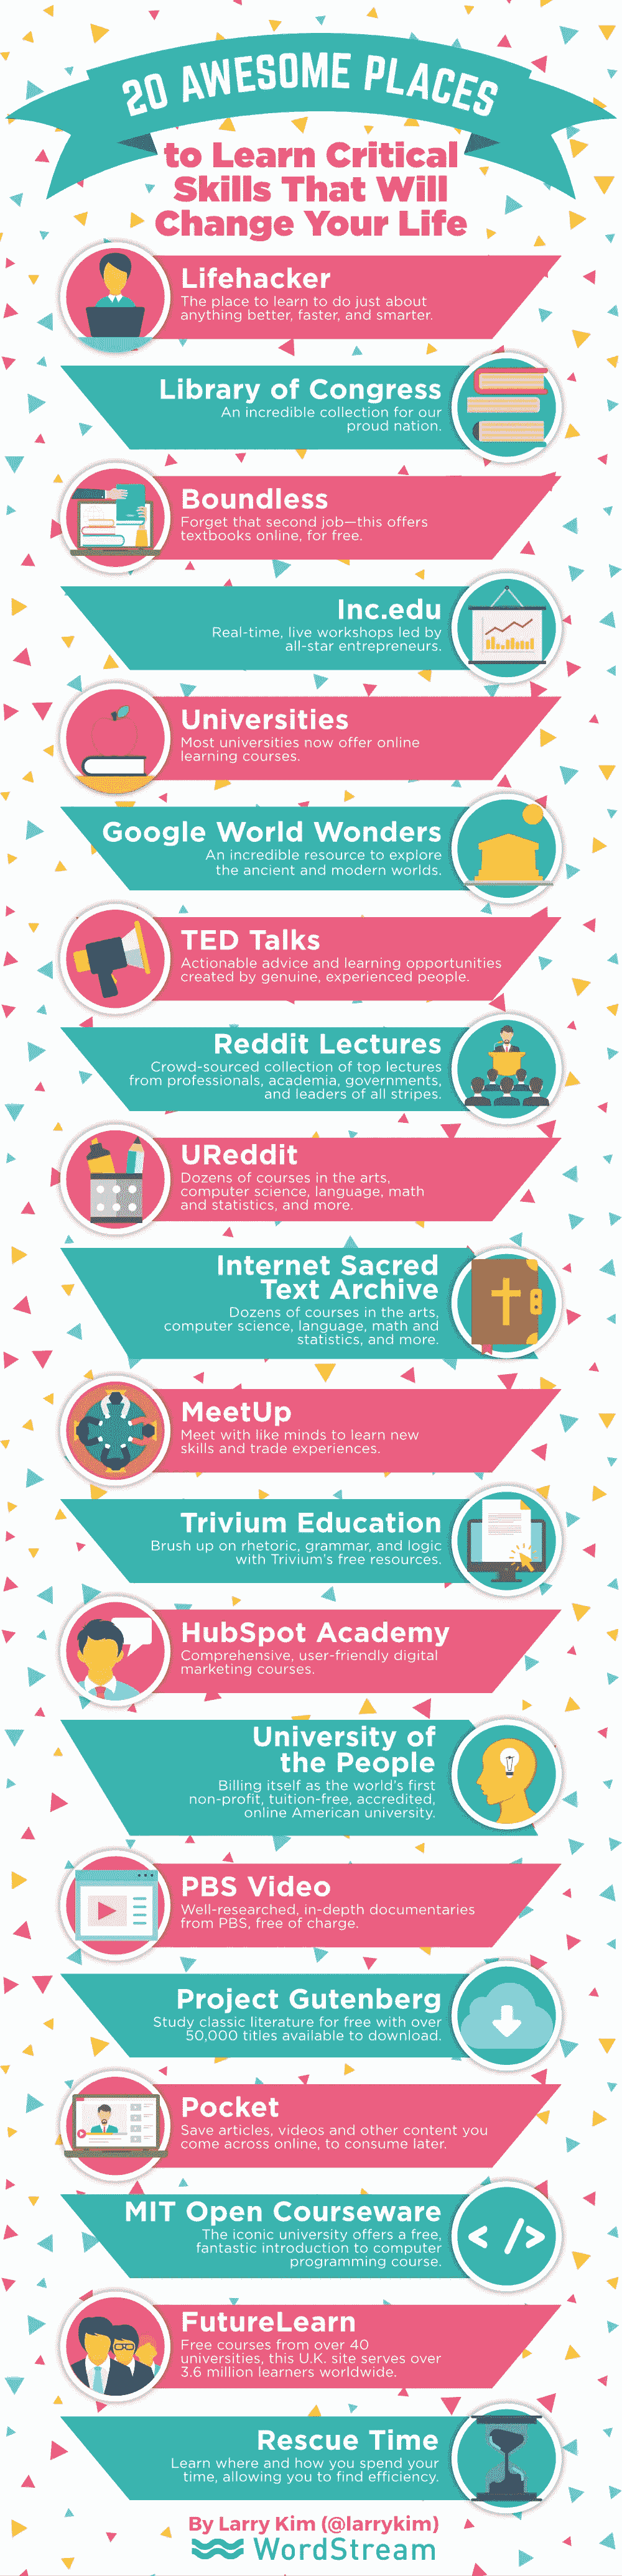 20 AWESOME PLACES
to Learn Critical
Skills That Will
Change Your Life
Lifehacker
The place to learn to do just about
anything better, faster, and smarter.
Library of Congress
An incredible collection for our
proud nation.
Boundless
Forget that second job—this offers
textbooks online, for free.
Inc.edu
Real-time, live workshops led by
all-star entrepreneurs.
Universities
Most universities now offer online
learning courses.
Google World Wonders
An incredible resource to explore
the ancient and modern worlds.
TED Talks
Actionable advice and learning opportunities
created by genuine, experienced people.
Reddit Lectures
Crowd-sourced collection of top lectures
from professionals, academia, governments,
and leaders of all stripes.
UReddit
Dozens of courses in the arts,
computer science, language, math
and statistics, and more.
Internet Sacred
Text Archive
Dozens of courses in the arts,
computer science, language, math and
statistics, and more.
MeetUp
Meet with like minds to learn new
skills and trade experiences.
Trivium Education
Brush up on rhetoric, grammar, and logic
with Trivium's free resources.
HubSpot Academy
Comprehensive, user-friendly digital
marketing courses.
University of
the People
Billing itself as the world's first
non-profit, tuition-free, accredited,
online American university.
PBS Video
Well-researched, in-depth documentaries
from PBS, free of charge.
Project Gutenberg
Study classic literature for free with over
50,000 titles available to download.
Pocket
Save articles, videos and other content you
come across online, to consume later.
MIT Open Courseware
The iconic university offers a free,
fantastic introduction to computer
programming course.
</>
FutureLearn
Free courses from over 40
universities, this U.K. site serves over
3.6 million learners worldwide.
Rescue Time
Learn where and how you spend your
time, allowing you to find efficiency.
By Larry Kim (@larrykim)
WordStream